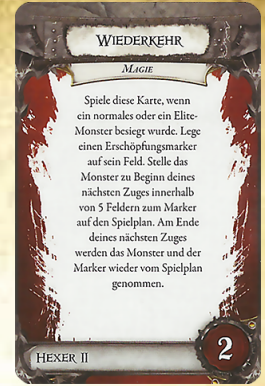 WIEDERKEHR
MAGIE
Spiele diese Karte, wenn
ein normales oder ein Elite-
Monster besiegt wurde. Lege
einen Erschöpfungsmarker
auf sein Feld. Stelle das
Monster zu Beginn deines
nächsten Zuges innerhalb
von 5 Feldern zum Marker
auf den Spielplan. Am Ende
deines nächsten Zuges
werden das Monster und der
Marker wieder vom Spielplan
genommen.
HEXER II
2